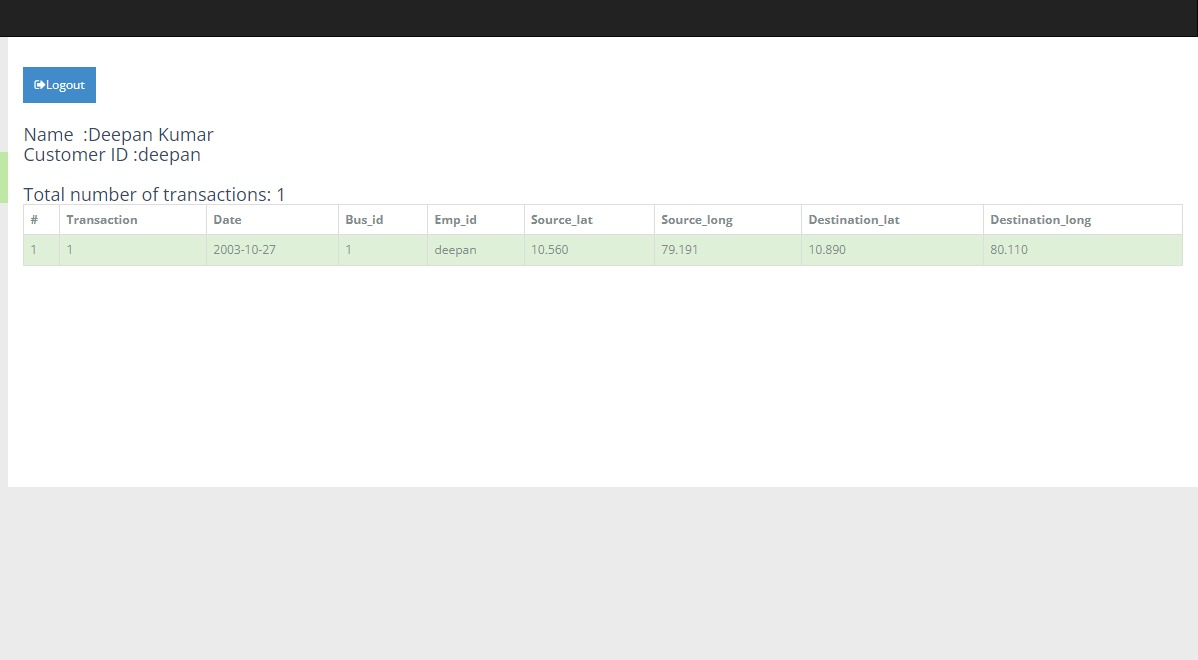 Logout
Name  :Deepan Kumar
Customer ID :deepan
Total number of transactions: 1
# Transaction Date Bus_id Emp_id Source_lat Source_long Destination_lat Destination_long
1 1 2003-10-27 1 deepan 10.560 79.191 10.890 80.110